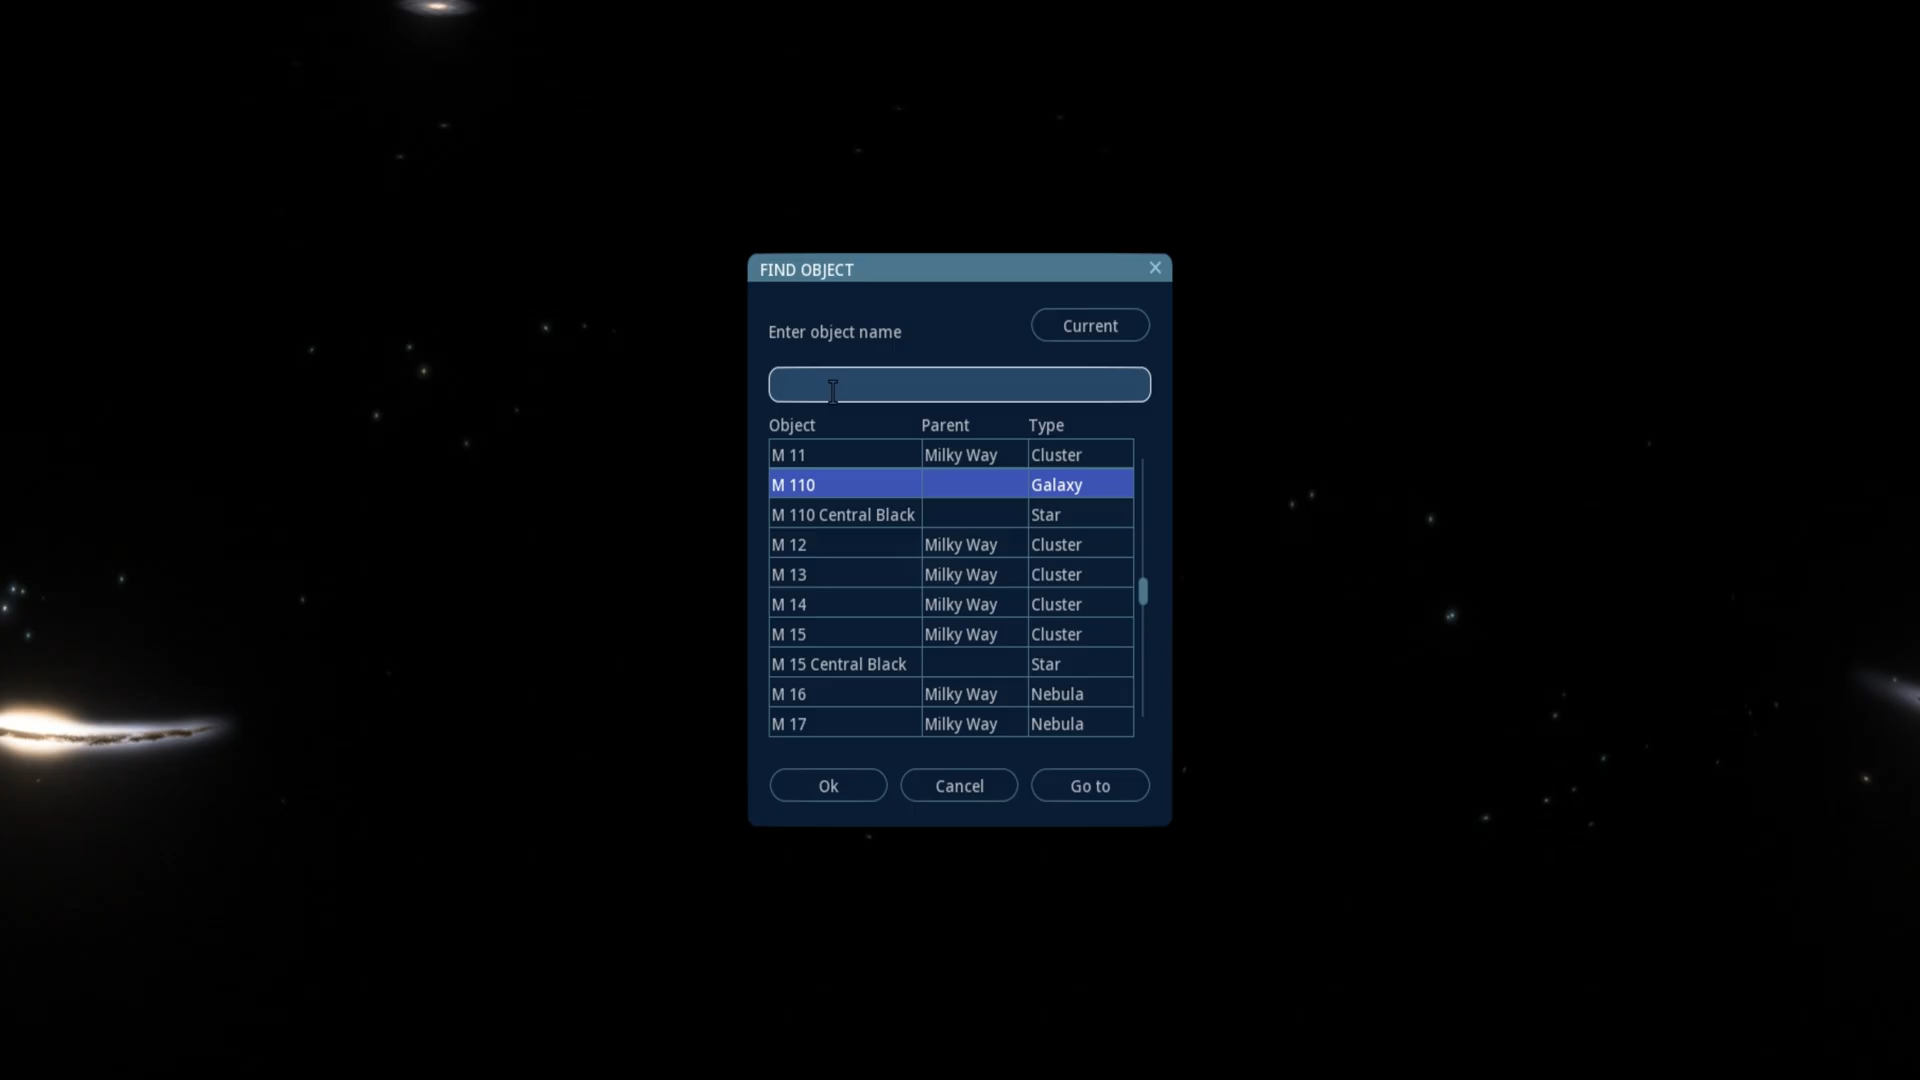 FIND OBJECT
Enter object name Current
Object Parent Type
M 11 Milky Way Cluster
M 110 Galaxy
M 110 Central Black Star
M 12 Milky Way Cluster
M 13 Milky Way Cluster
M 14 Milky Way Cluster
M 15 Milky Way Cluster
M 15 Central Black Star
M 16 Milky Way Nebula
M 17 Milky Way Nebula
Ok Cancel Go to